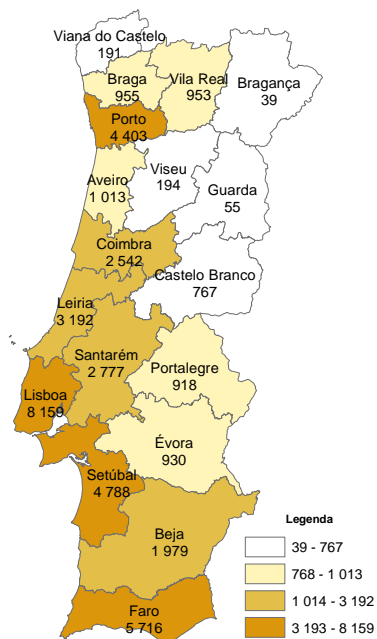 Viana do Castelo
191
Braga
955
Vila Real
953
Bragança
39
Porto
4 403
Aveiro
1 013
Viseu
194
Guarda
55
Coimbra
2 542
Castelo Branco
767
Leiria
3 192
Santarém
2 777
Portalegre
918
Lisboa
8 159
Évora
930
Setúbal
4 788
Beja
1 979
Faro
5 716
Legenda
39 - 767
768 - 1 013
1 014 - 3 192
3 193 - 8 159